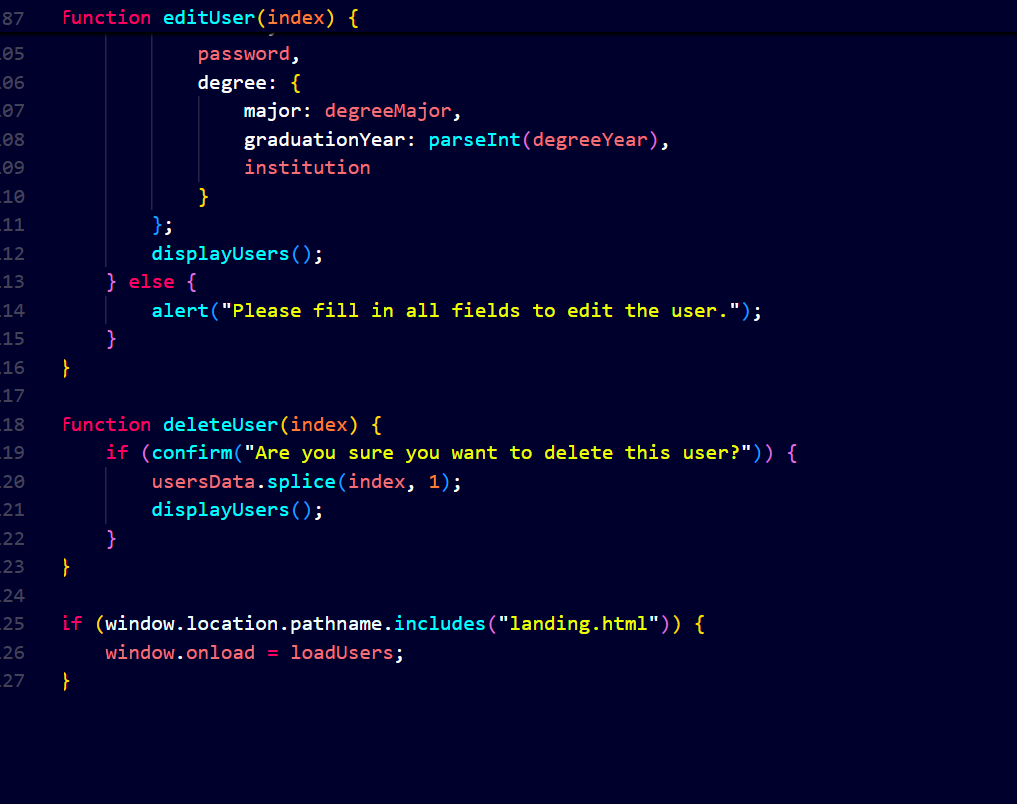 87 function editUser(index) {
05 password,
06 degree: {
07 major: degreeMajor,
08 graduationYear: parseInt(degreeYear),
09 institution
10 }
11 };
12 displayUsers();
13 } else {
14 alert("Please fill in all fields to edit the user.");
15 }
16 }
17
18 function deleteUser(index) {
19 if (confirm("Are you sure you want to delete this user?")) {
20 usersData.splice(index, 1);
21 displayUsers();
22 }
23 }
24
25 if (window.location.pathname.includes("landing.html")) {
26 window.onload = loadUsers;
27 }